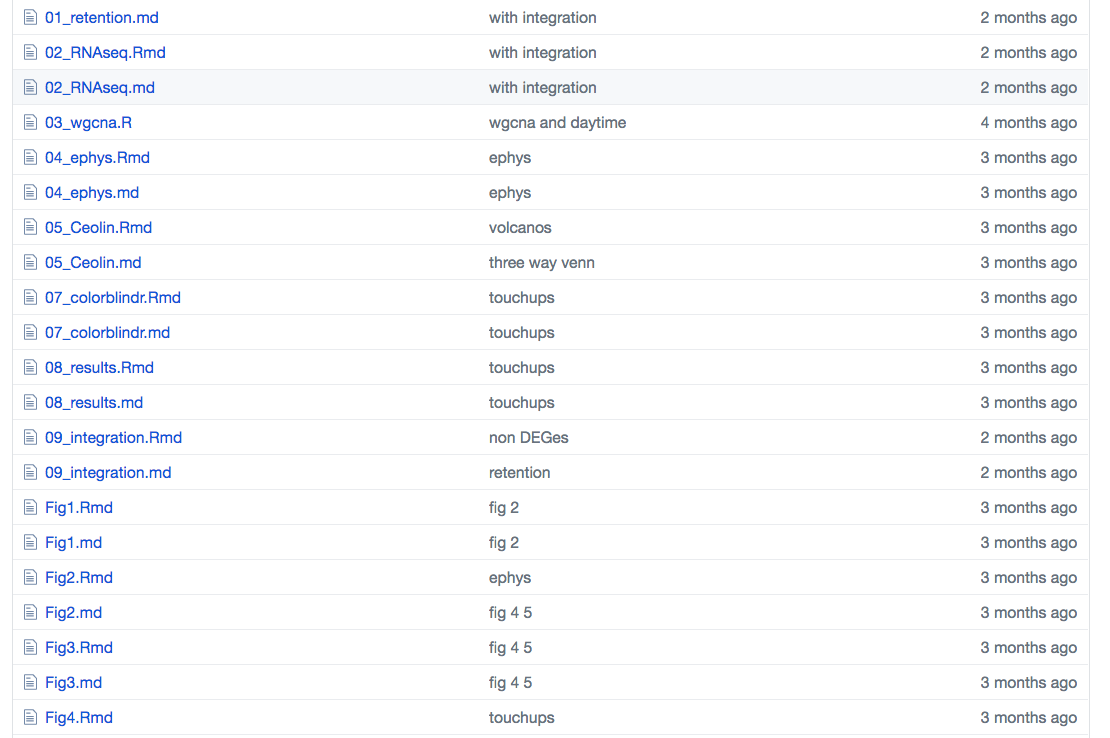 01_retention.md with integration 2 months ago
02_RNAseq.Rmd with integration 2 months ago
02_RNAseq.md with integration 2 months ago
03_wgcna.R wgcna and daytime 4 months ago
04_ephys.Rmd ephys 3 months ago
04_ephys.md ephys 3 months ago
05_Ceolin.Rmd volcanos 3 months ago
05_Ceolin.md three way venn 3 months ago
07_colorblindr.Rmd touchups 3 months ago
07_colorblindr.md touchups 3 months ago
08_results.Rmd touchups 3 months ago
08_results.md touchups 3 months ago
09_integration.Rmd non DEGes 2 months ago
09_integration.md retention 2 months ago
Fig1.Rmd fig 2 3 months ago
Fig1.md fig 2 3 months ago
Fig2.Rmd ephys 3 months ago
Fig2.md fig 4 5 3 months ago
Fig3.Rmd fig 4 5 3 months ago
Fig3.md fig 4 5 3 months ago
Fig4.Rmd touchups 3 months ago